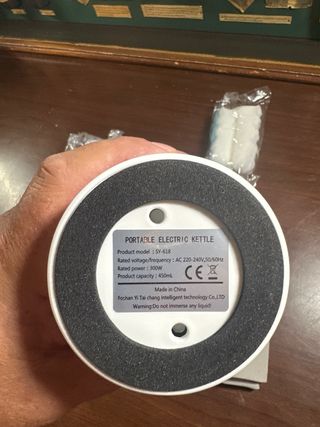 PORTABLE ELECTRIC KETTLE
Product model : SY-618
Rated voltage/frequency : AC 220-240V,50/60Hz
Rated power : 300W
Product capacity : 450mL
CE
Made in China
Foshan Yi Tai chang intelligent technology Co.,LTD
Warning:Do not immerse any liquid!